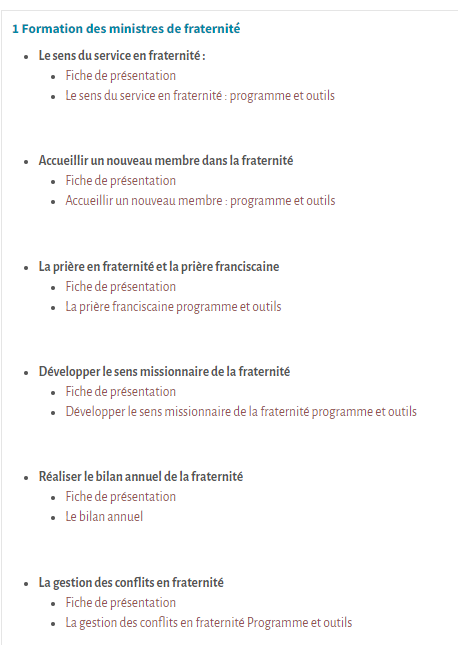 1 Formation des ministres de fraternité
Le sens du service en fraternité :
Fiche de présentation
Le sens du service en fraternité : programme et outils
Accueillir un nouveau membre dans la fraternité
Fiche de présentation
Accueillir un nouveau membre : programme et outils
La prière en fraternité et la prière franciscaine
Fiche de présentation
La prière franciscaine programme et outils
Développer le sens missionnaire de la fraternité
Fiche de présentation
Développer le sens missionnaire de la fraternité programme et outils
Réaliser le bilan annuel de la fraternité
Fiche de présentation
Le bilan annuel
La gestion des conflits en fraternité
Fiche de présentation
La gestion des conflits en fraternité Programme et outils